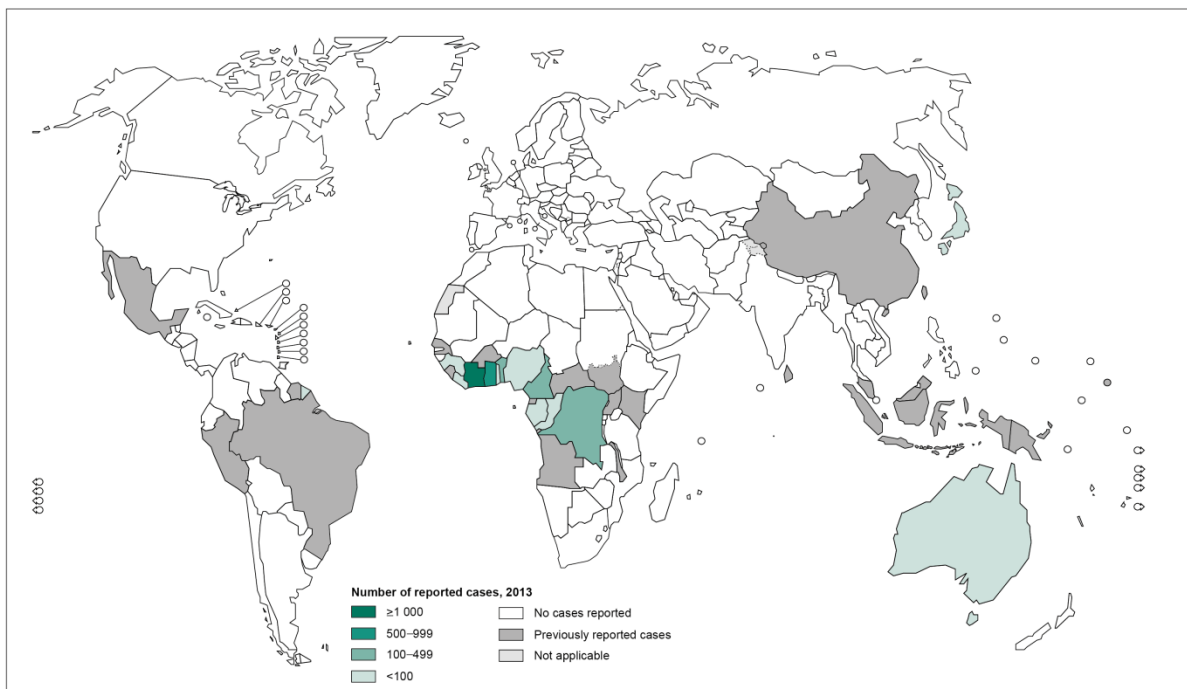 Number of reported cases, 2013
≥1 000
500–999
100–499
<100
No cases reported
Previously reported cases
Not applicable